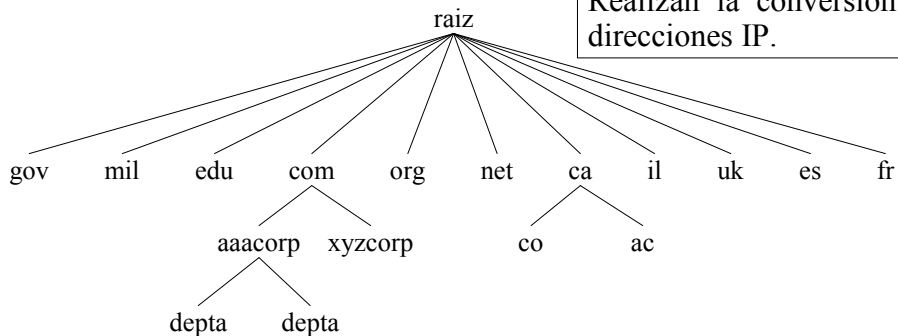 Realizan la conversión
direcciones IP.
raiz
gov mil edu com org net ca il uk es fr
aaacorp xyzcorp co ac
depta depta